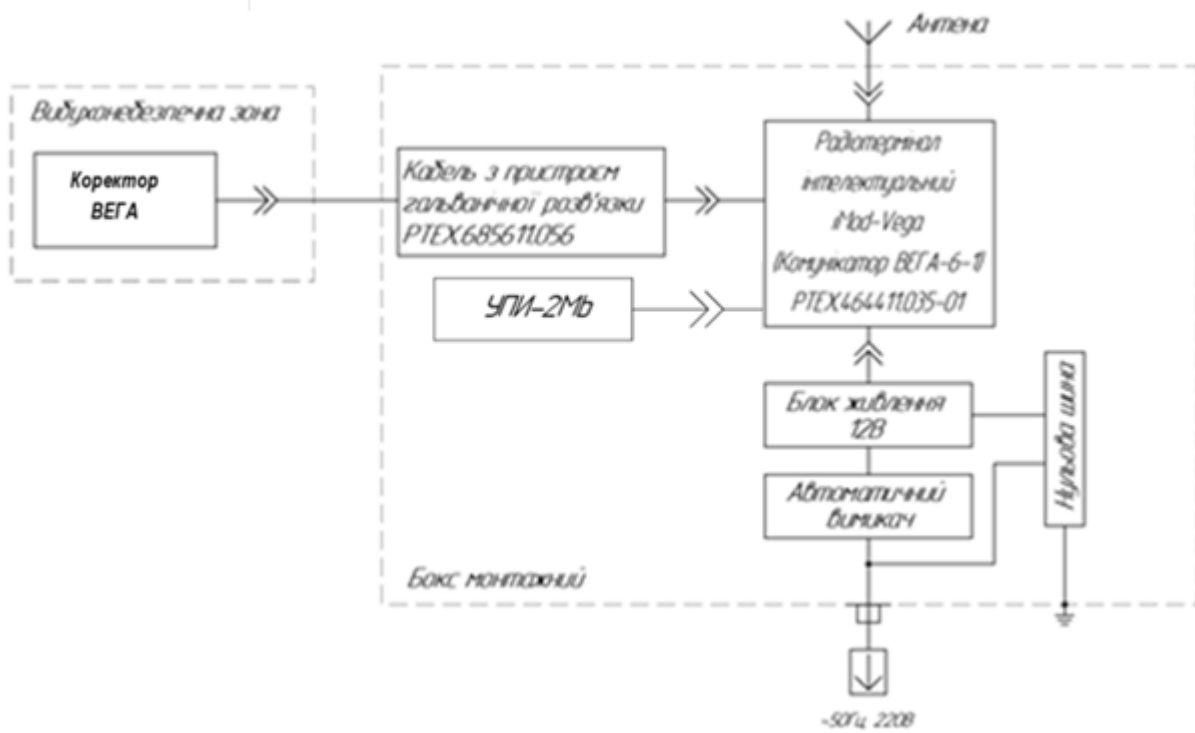 Антена
Вибухонебезпечна зона
Коректор
ВЕГА
Кабель з пристроєм
гальванічної розв'язки
РТЕХ.685611.056
УПИ-2Mb
Радіотермінал
інтелектуальний
iMod-Vega
(Комунікатор ВЕГА-6-1)
РТЕХ.464411.035-01
Блок живлення
12В
Автоматичний
вимикач
Нульова шина
Бокс монтажний
~50Гц 220В